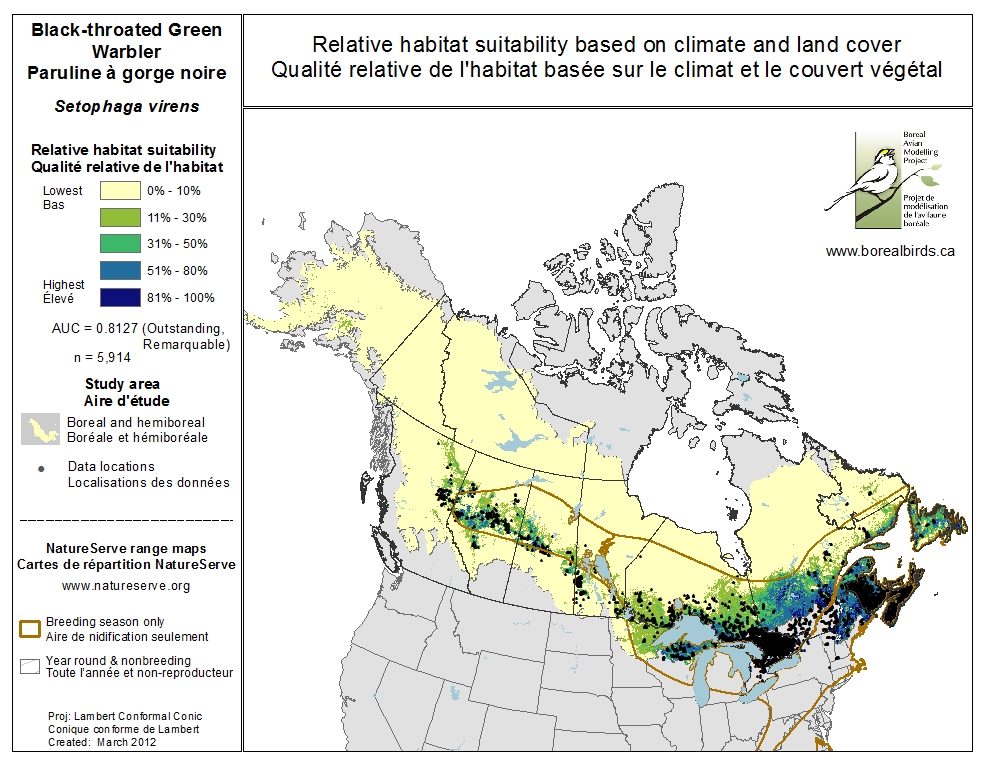 Black-throated Green
Warbler
Paruline à gorge noire
Setophaga virens
Relative habitat suitability
Qualité relative de l'habitat
Lowest
Bas
0% - 10%
11% - 30%
31% - 50%
51% - 80%
Highest
Élevé
81% - 100%
AUC = 0.8127 (Outstanding,
Remarquable)
n = 5,914
Study area
Aire d'étude
Boreal and hemiboreal
Boréale et hémiboréale
Data locations
Localisations des données
NatureServe range maps
Cartes de répartition NatureServe
www.natureserve.org
Breeding season only
Aire de nidification seulement
Year round & nonbreeding
Toute l'année et non-reproducteur
Proj: Lambert Conformal Conic
Conique conforme de Lambert
Created: March 2012
Relative habitat suitability based on climate and land cover
Qualité relative de l'habitat basée sur le climat et le couvert végétal
Boreal
Avian
Modelling
Project
Projet de
modélisation
de l'avifaune
boréale
www.borealbirds.ca